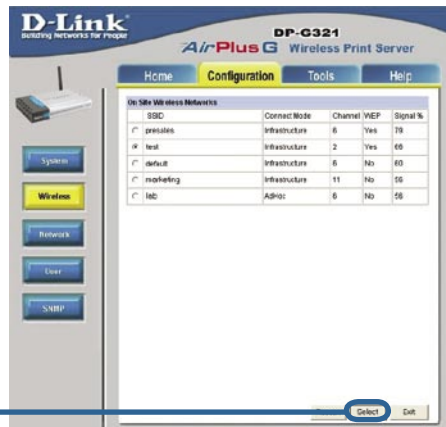 D-Link
Building Networks for People
DP-G321
AirPlus G Wireless Print Server
Home Configuration Tools Help
System
Wireless
Network
User
SNMP
On Site Wireless Networks
SSID Connect Mode Channel WEP Signal %
presales Infrastructure 6 Yes 79
test Infrastructure 2 Yes 66
default Infrastructure 6 No 60
marketing Infrastructure 11 No 56
lab AdHoc 6 No 56
Select Exit